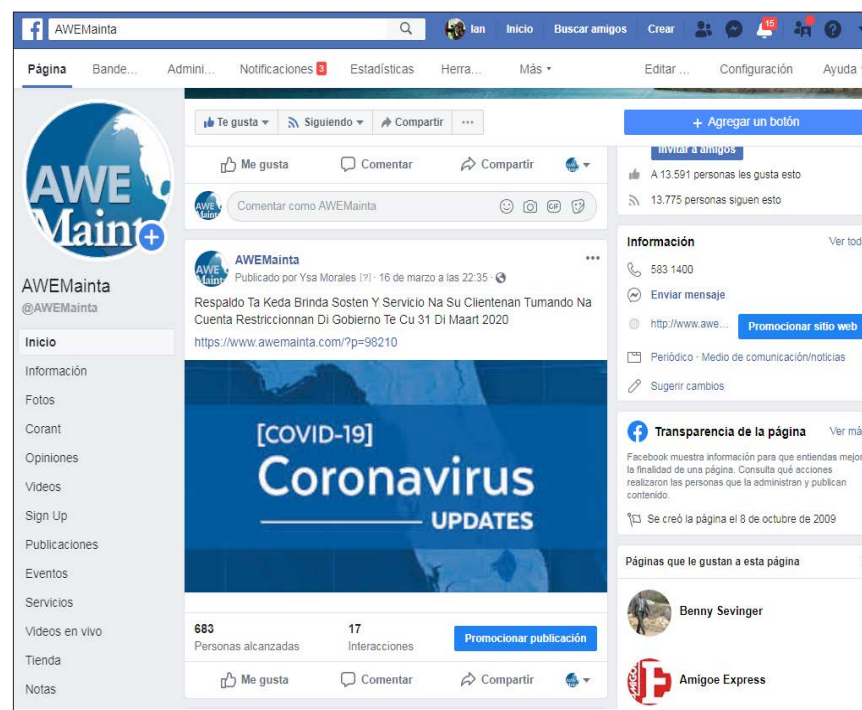 AWEMainta
Ian Inicio Buscar amigos Crear 15
Página Bande... Admini... Notificaciones 3 Estadísticas Herra... Más Editar ... Configuración Ayuda
Te gusta Siguiendo Compartir ...
+ Agregar un botón
AWE
Mainta
AWEMainta
@AWEMainta
Inicio
Información
Fotos
Corant
Opiniones
Videos
Sign Up
Publicaciones
Eventos
Servicios
Videos en vivo
Tienda
Notas
Me gusta Comentar Compartir
Comentar como AWEMainta
GIF
AWEMainta
Publicado por Ysa Morales [?] · 16 de marzo a las 22:35 ·
Respaldo Ta Keda Brinda Sosten Y Servicio Na Su Clientenan Tumando Na
Cuenta Restriccionnan Di Gobierno Te Cu 31 Di Maart 2020
https://www.awemainta.com/?p=98210
[COVID-19]
Coronavirus
UPDATES
683
Personas alcanzadas
17
Interacciones
Promocionar publicación
Me gusta Comentar Compartir
Invitar a amigos
A 13.591 personas les gusta esto
13.775 personas siguen esto
Información Ver tod
583 1400
Enviar mensaje
http://www.awe... Promocionar sitio web
Periódico · Medio de comunicación/noticias
Sugerir cambios
Transparencia de la página Ver má
Facebook muestra información para que entiendas mejor
la finalidad de una página. Consulta qué acciones
realizaron las personas que la administran y publican
contenido.
Se creó la página el 8 de octubre de 2009
Páginas que le gustan a esta página
Benny Sevinger
AMIGOE
Amigoe Express